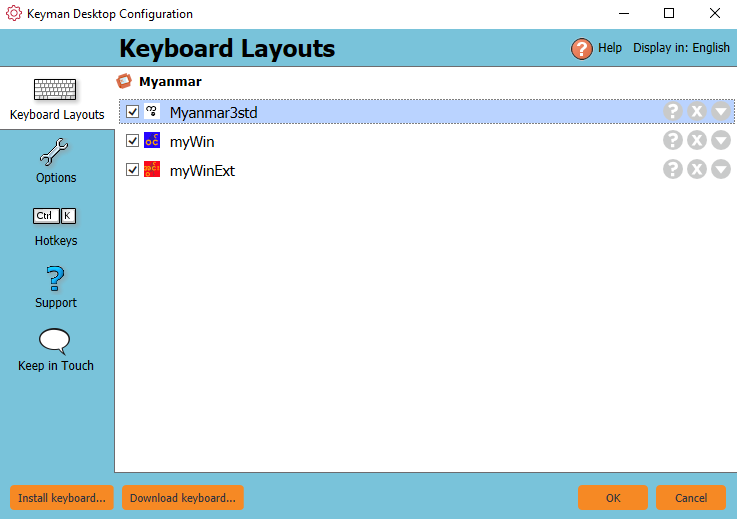 Keyman Desktop Configuration
Keyboard Layouts
Help Display in: English
Myanmar
Keyboard Layouts
Myanmar3std
myWin
myWinExt
Options
Ctrl K
Hotkeys
Support
Keep in Touch
Install keyboard... Download keyboard... OK Cancel